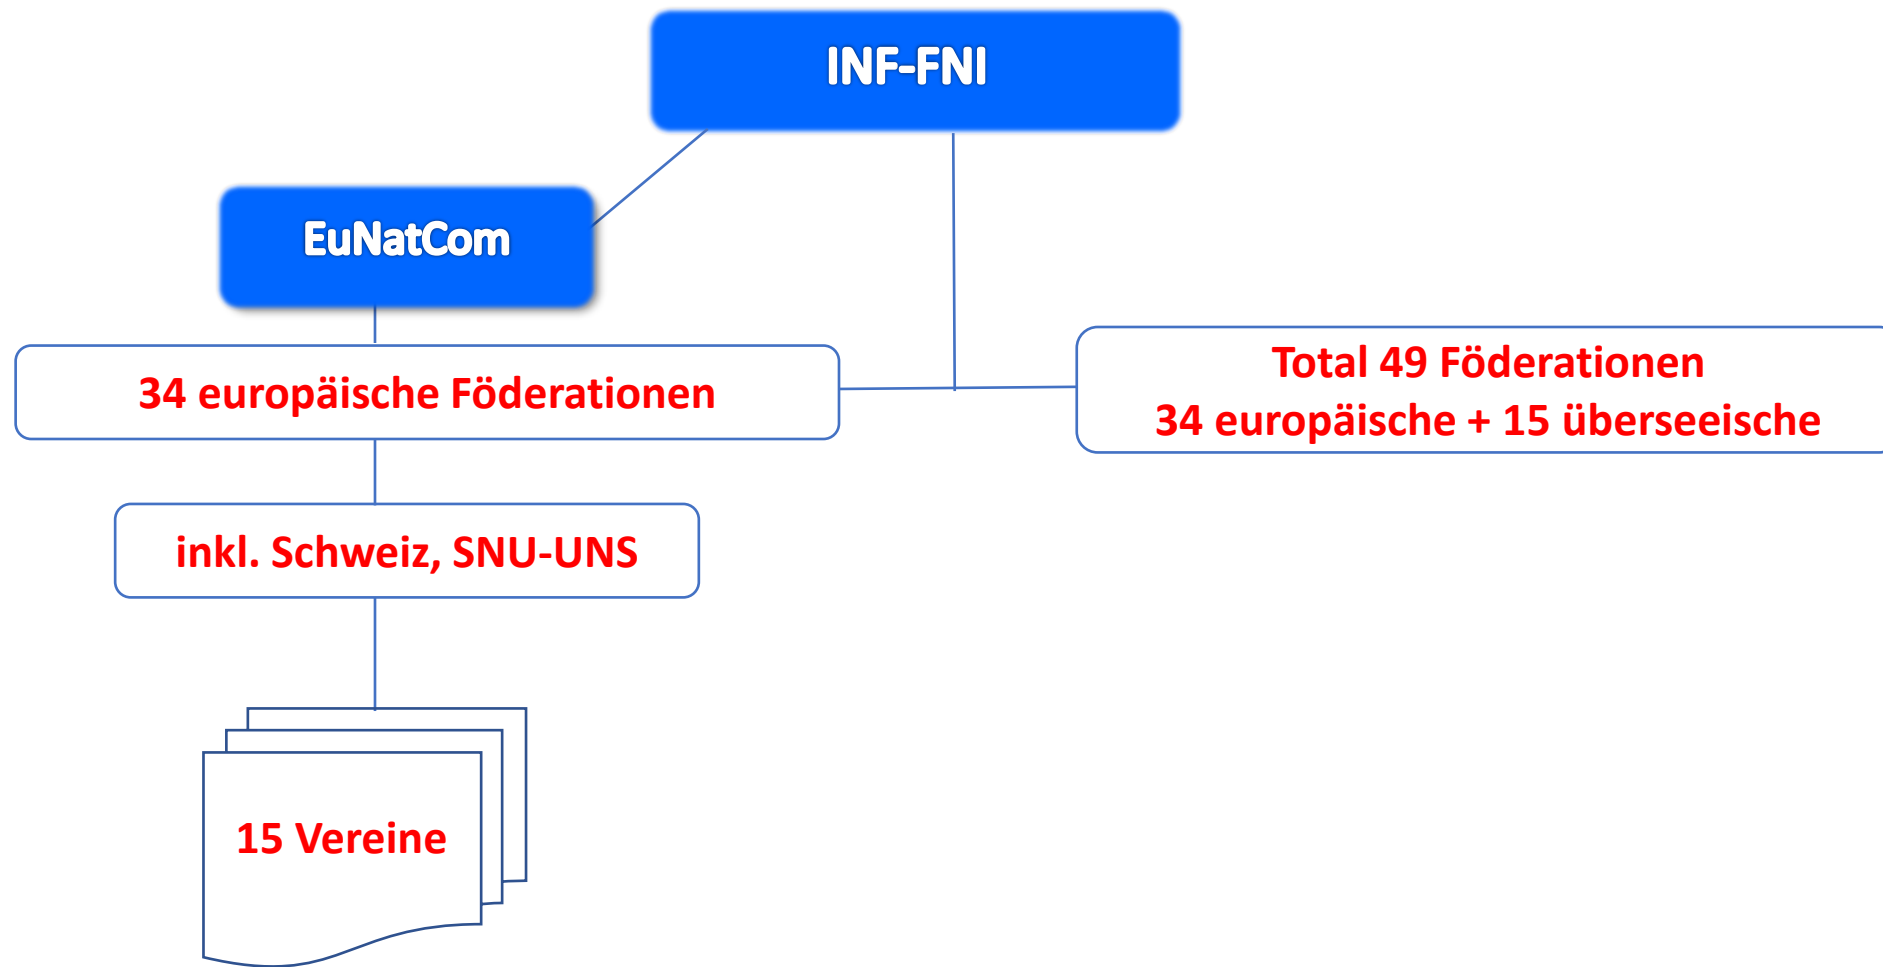 INF-FNI
EuNatCom
34 europäische Föderationen
Total 49 Föderationen
34 europäische + 15 überseeische
inkl. Schweiz, SNU-UNS
15 Vereine